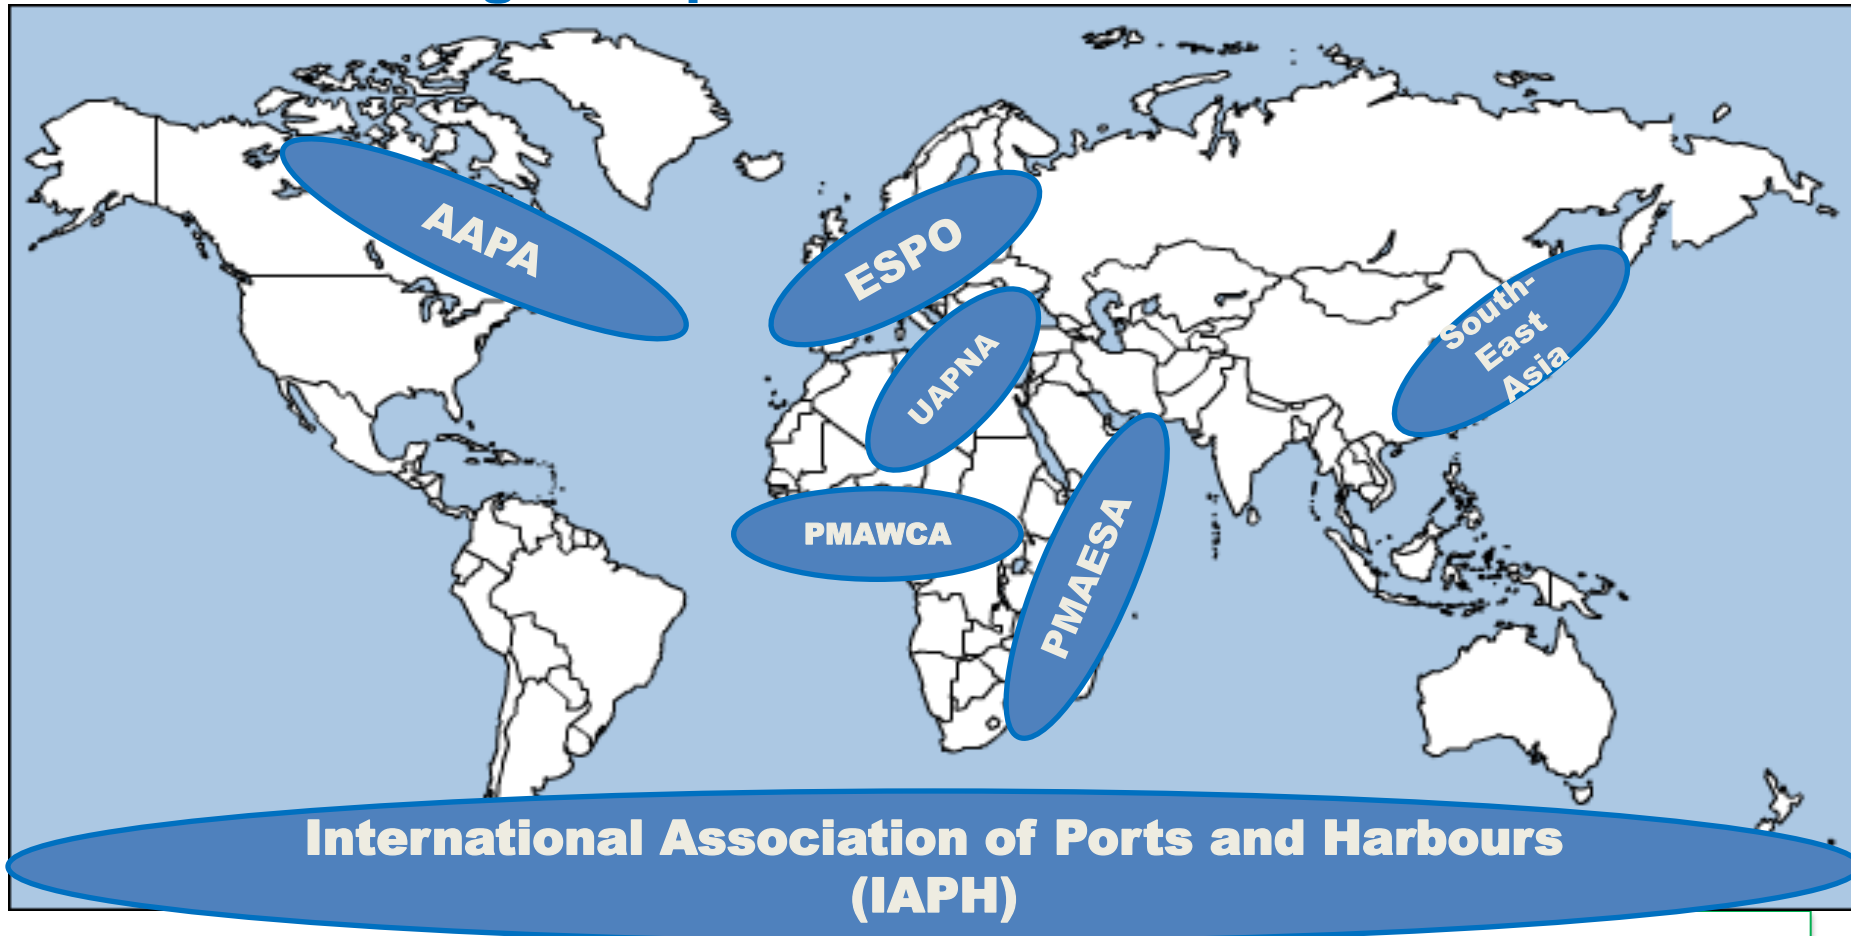 AAPA
ESPO
South-
East
Asia
UAPNA
PMAWCA
PMAESA
International Association of Ports and Harbours
(IAPH)